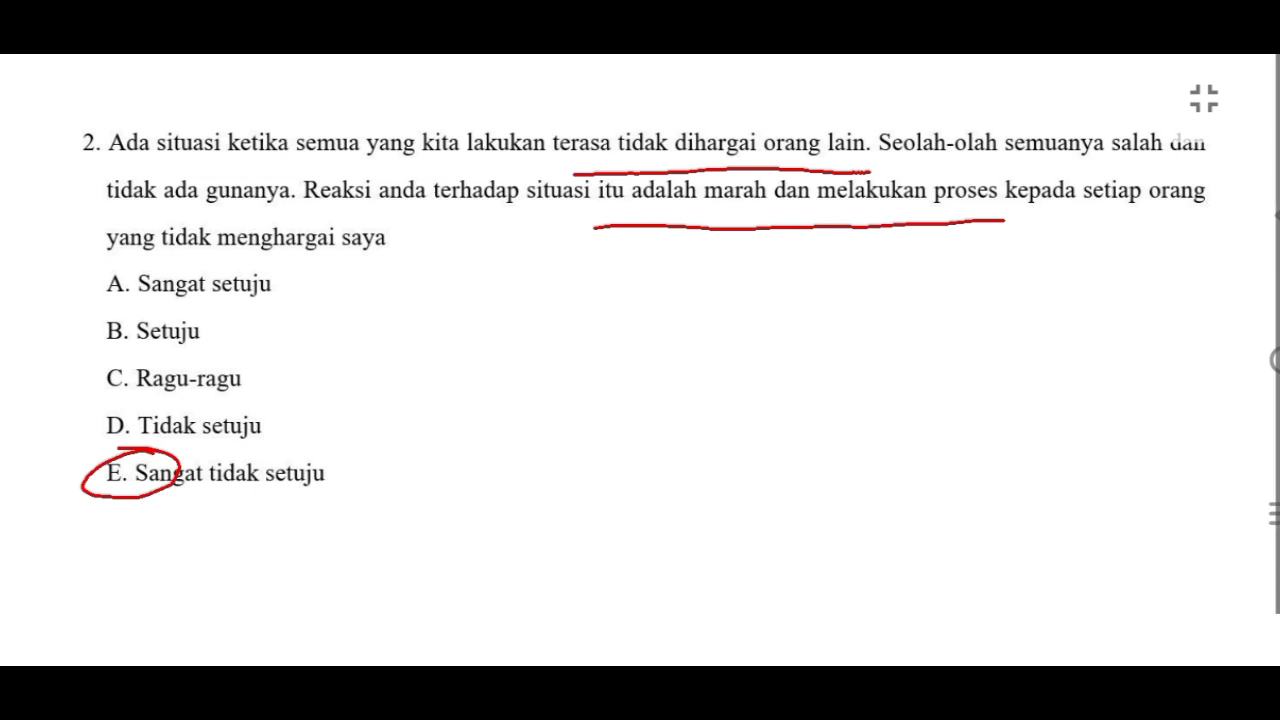 2. Ada situasi ketika semua yang kita lakukan terasa tidak dihargai orang lain. Seolah-olah semuanya salah dan
tidak ada gunanya. Reaksi anda terhadap situasi itu adalah marah dan melakukan proses kepada setiap orang
yang tidak menghargai saya
A. Sangat setuju
B. Setuju
C. Ragu-ragu
D. Tidak setuju
E. Sangat tidak setuju